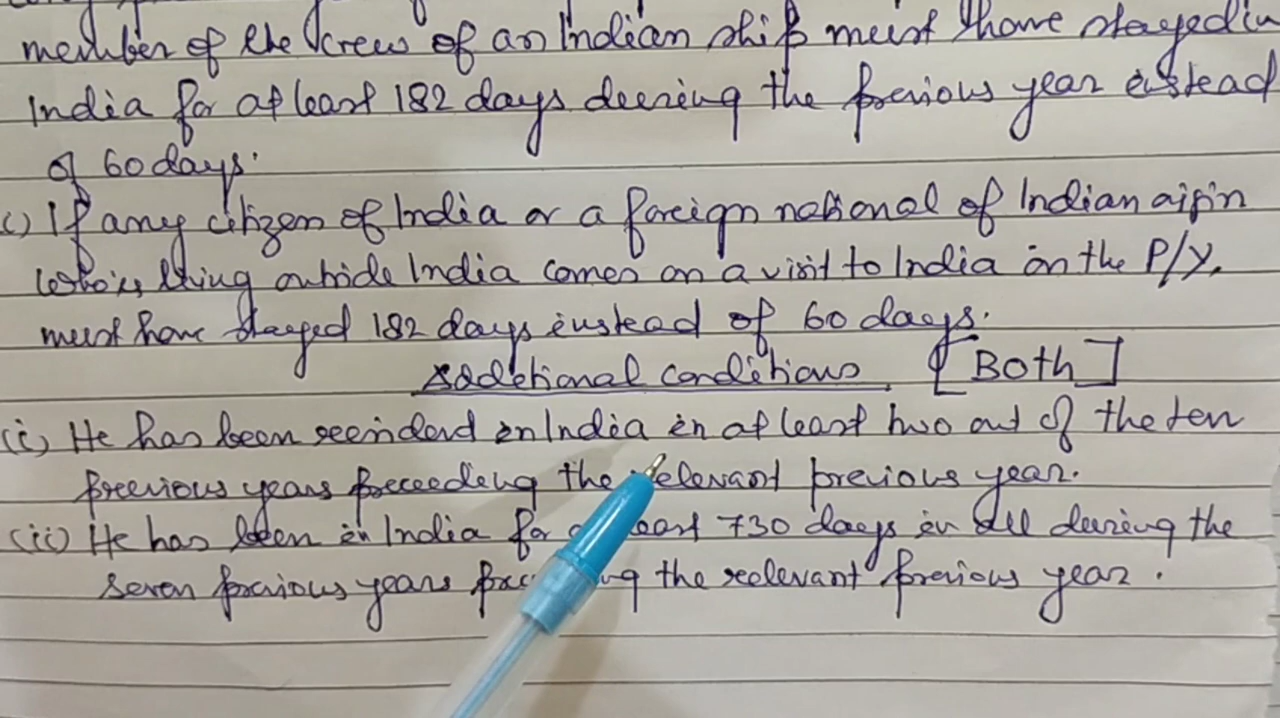 member of the crew of an Indian ship must have stayed in
India for at least 182 days during the previous year instead
of 60 days.
c) If any citizen of India or a foreign national of Indian origin
who is living outside India comes on a visit to India in the P/Y,
must have stayed 182 days instead of 60 days.
Additional conditions [Both]
(i) He has been resident in India in at least two out of the ten
previous years preceeding the relevant previous year.
(ii) He has been in India for least 730 days in all during the
seven previous years the relevant previous year.